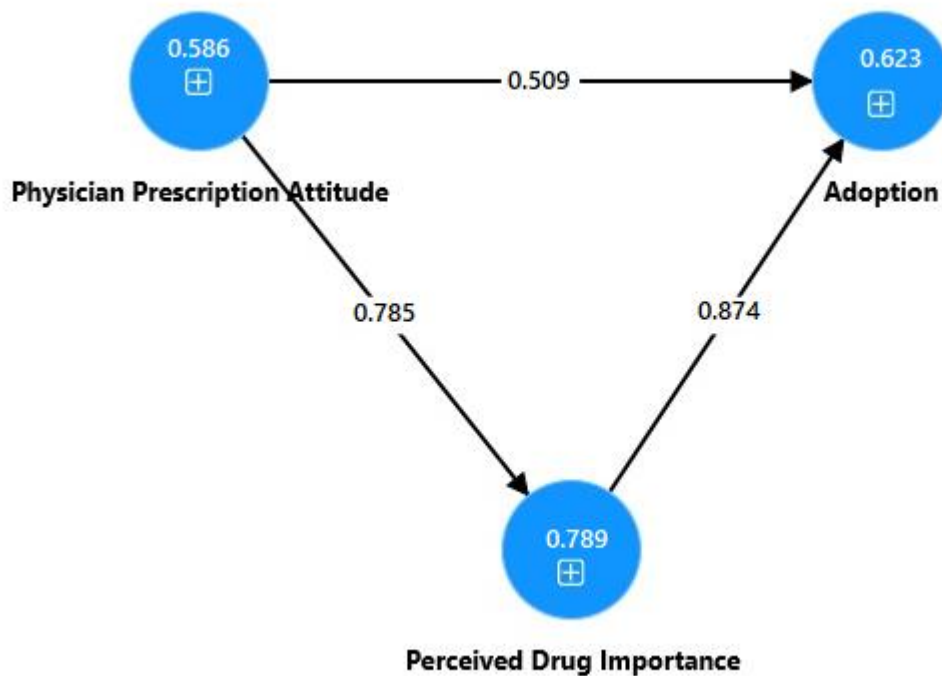 0.586
0.509
0.623
Physician Prescription Attitude
Adoption
0.785
0.874
0.789
Perceived Drug Importance